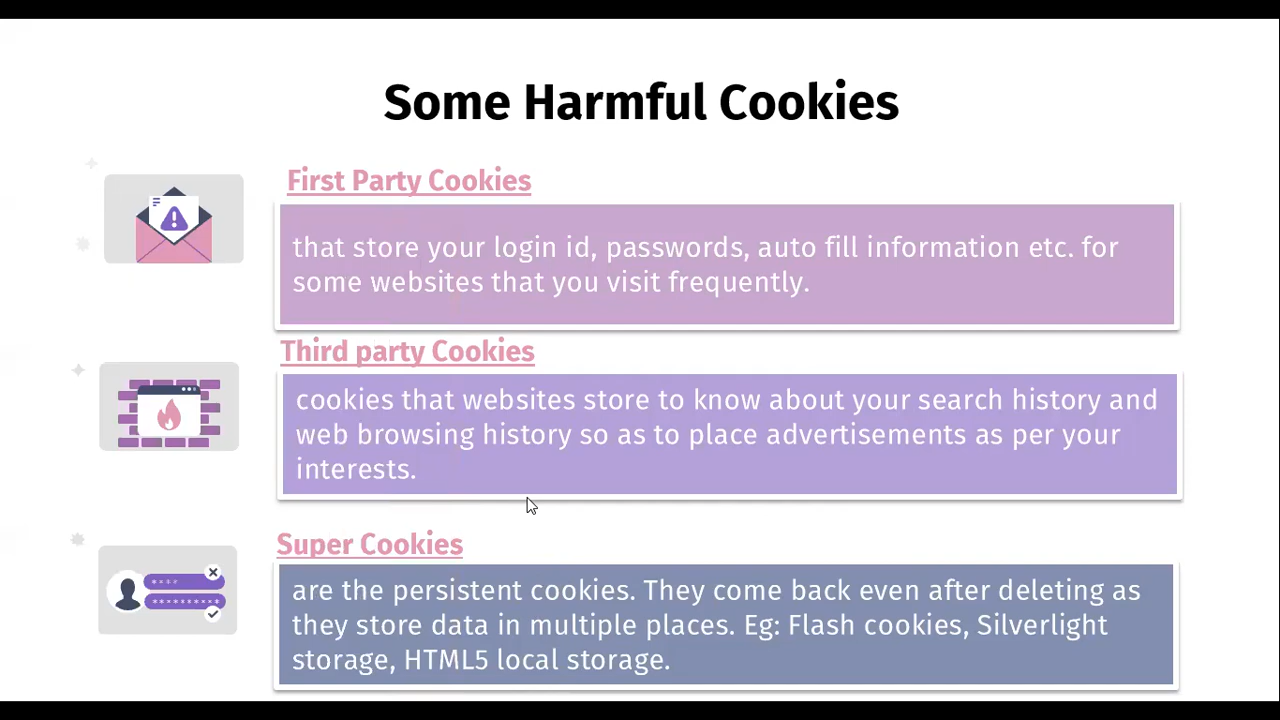 Some Harmful Cookies
First Party Cookies
that store your login id, passwords, auto fill information etc. for
some websites that you visit frequently.
Third party Cookies
cookies that websites store to know about your search history and
web browsing history so as to place advertisements as per your
interests.
Super Cookies
are the persistent cookies. They come back even after deleting as
they store data in multiple places. Eg: Flash cookies, Silverlight
storage, HTML5 local storage.